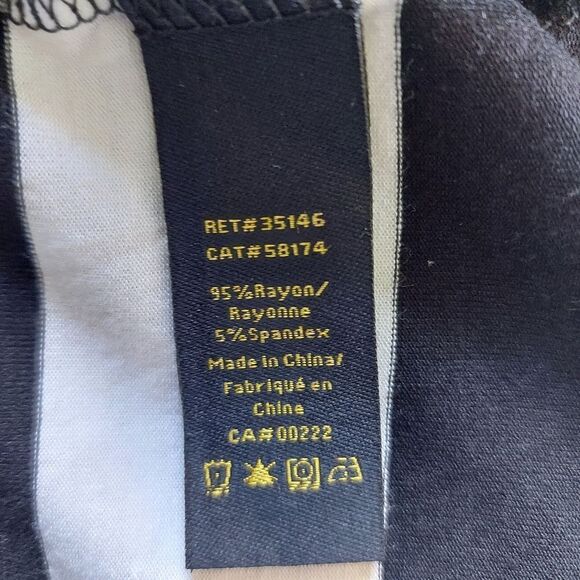 RET#35146
CAT#58174
95%Rayon/
Rayonne
5%Spandex
Made in China/
Fabriqué en
Chine
CA#00222